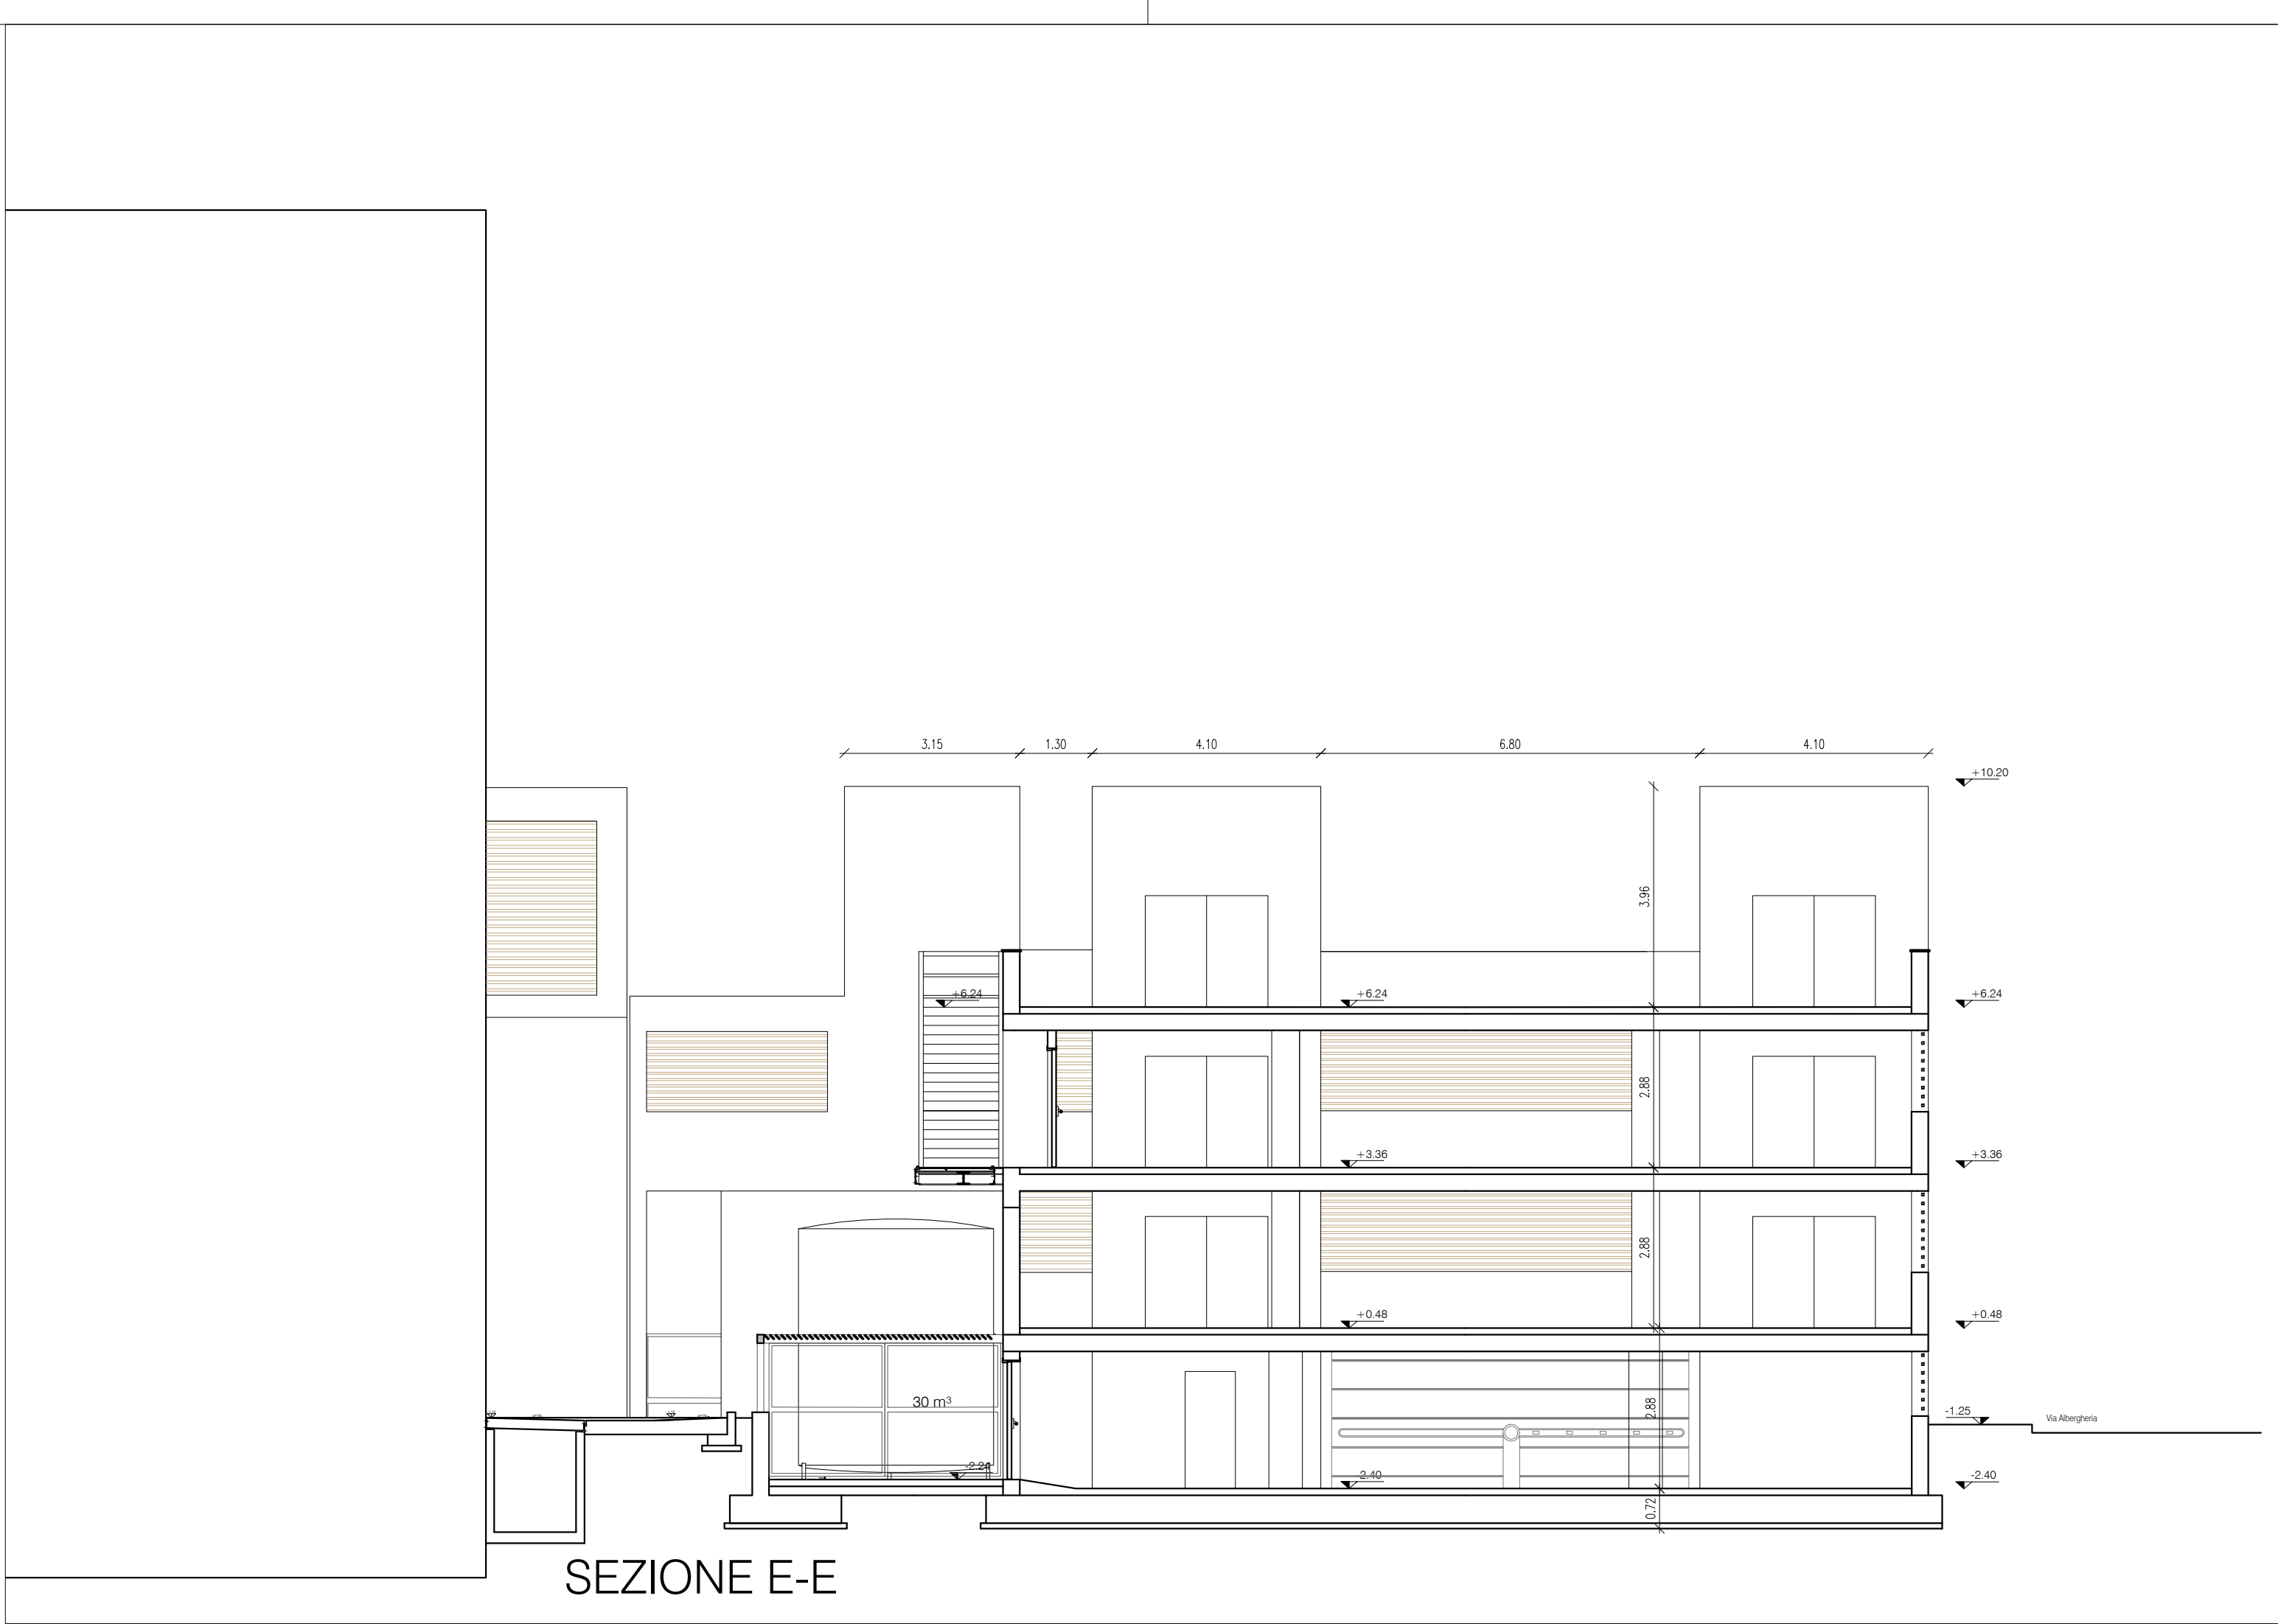 3.15 1.30 4.10 6.80 4.10
+10.20
3.96
+6.24 +6.24 +6.24
2.88
+3.36 +3.36
2.88
+0.48 +0.48
30 m³
2.88
-1.25
Via Albergheria
-2.24
-2.40 -2.40
0.72
SEZIONE E-E